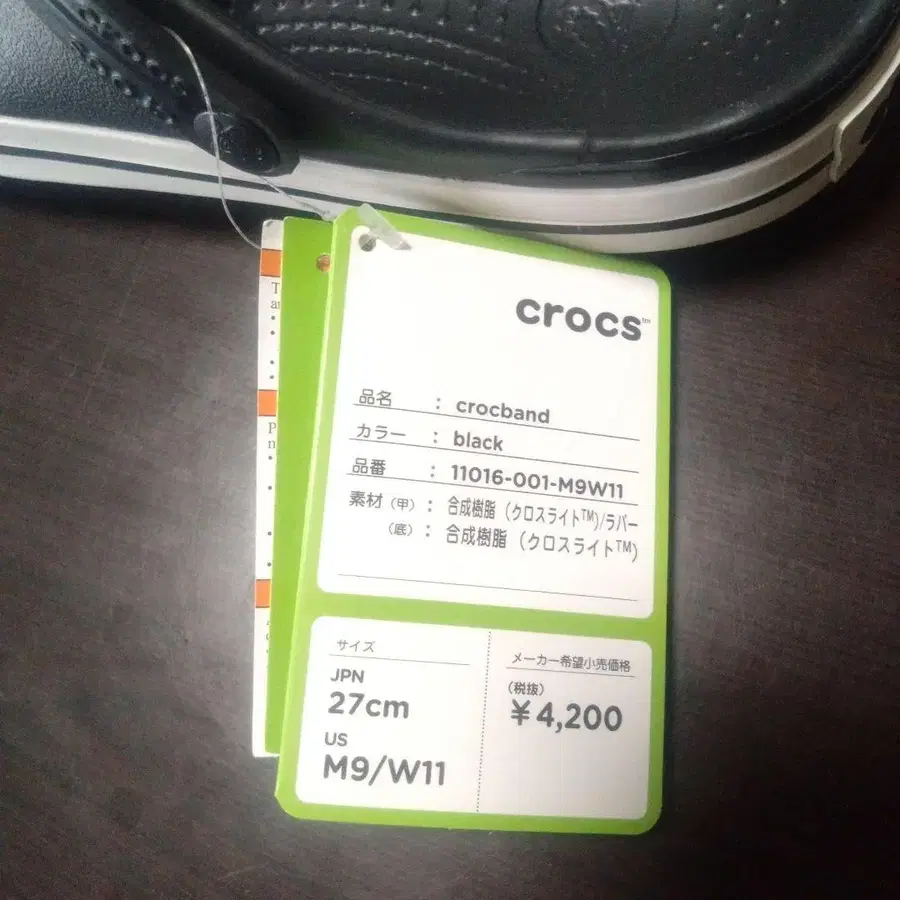 crocs™
品名 : crocband
カラー : black
品番 : 11016-001-M9W11
素材（甲）: 合成樹脂（クロスライト™)/ラバー
（底）: 合成樹脂（クロスライト™)
サイズ
JPN
27cm
US
M9/W11
メーカー希望小売価格
（税抜）
￥4,200